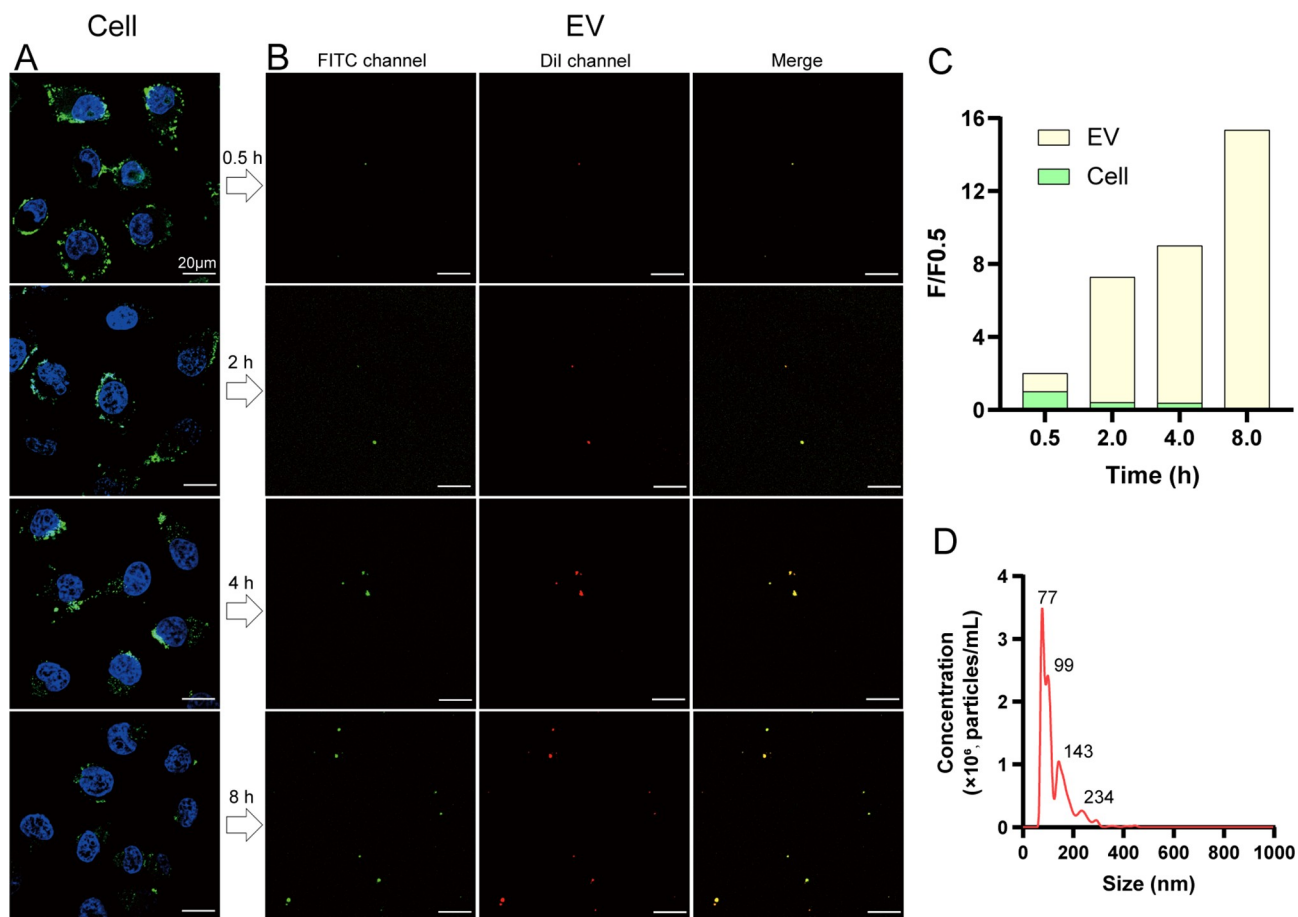 Cell
EV
A
B
FITC channel
DiI channel
Merge
0.5 h
20μm
2 h
4 h
8 h
C
16
12
8
4
0
F/F0.5
EV
Cell
0.5
2.0
4.0
8.0
Time (h)
D
4
3
2
1
0
Concentration
(×10⁶, particles/mL)
77
99
143
234
0
200
400
600
800
1000
Size (nm)